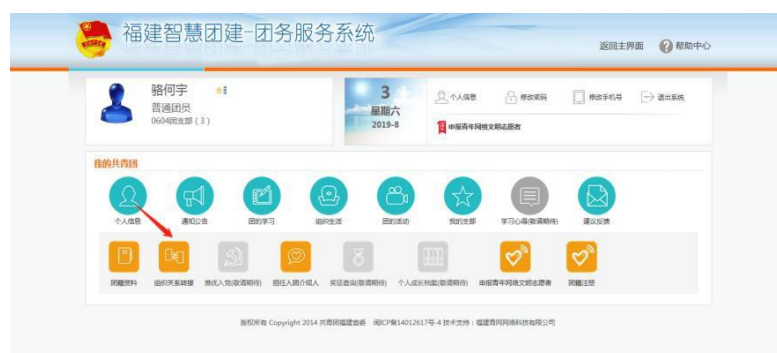 福建智慧团建-团务服务系统
返回主界面 帮助中心
骆何宇
普通团员
0604团支部 ( 3 )
3
星期六
2019-8
个人信息 修改密码 修改手机号 退出系统
申报青年网络文明志愿者
我的共青团
个人信息 通知公告 团的学习 组织生活 团的活动 我的支部 学习心得(敬请期待) 建议反馈
团籍资料 组织关系转接 推优入党(敬请期待) 担任入团介绍人 奖惩查询(敬请期待) 个人成长档案(敬请期待) 申报青年网络文明志愿者 团籍注册
版权所有 Copyright 2014 共青团福建省委 闽ICP备14012617号-4 技术支持：福建青网网络科技有限公司